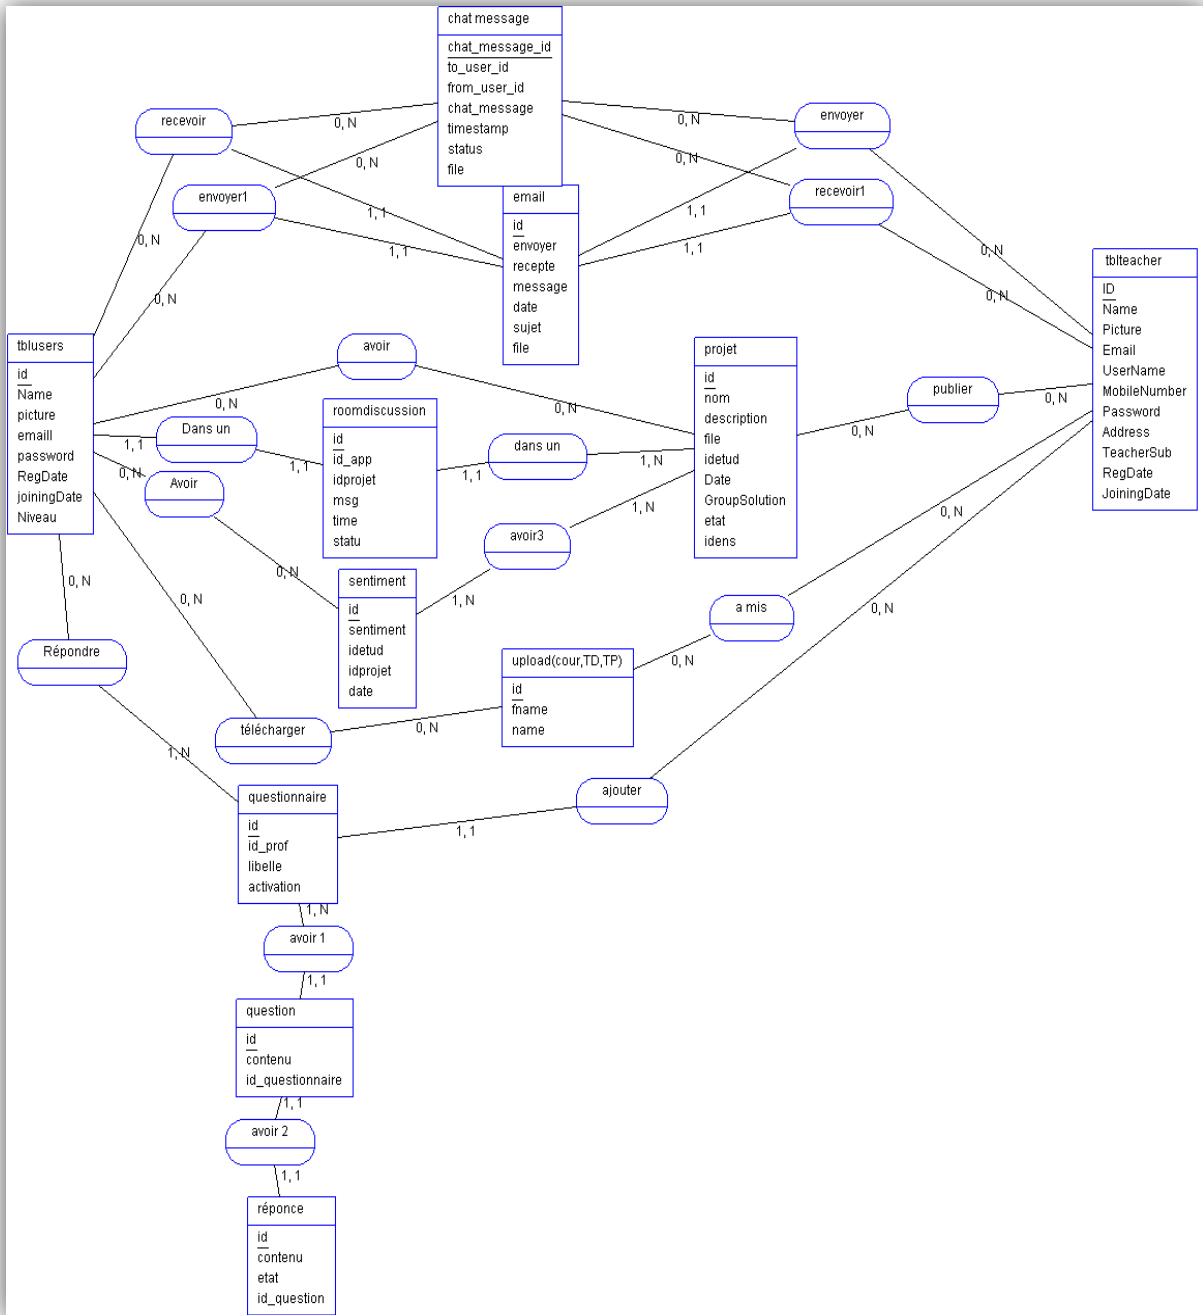 chat message
chat_message_id
to_user_id
from_user_id
chat_message
timestamp
status
file
recevoir
0, N
0, N
envoyer
envoyer1
0, N
0, N
recevoir1
email
id
envoyer
recepte
message
date
sujet
file
1, 1
1, 1
1, 1
1, 1
0, N
0, N
0, N
0, N
tblteacher
ID
Name
Picture
Email
UserName
MobileNumber
Password
Address
TeacherSub
RegDate
JoiningDate
tblusers
id
Name
picture
emaill
password
RegDate
joiningDate
Niveau
avoir
0, N
0, N
projet
id
nom
description
file
idetud
Date
GroupSolution
etat
idens
publier
0, N
0, N
roomdiscussion
id
id_app
idprojet
msg
time
statu
Dans un
1, 1
1, 1
dans un
1, 1
1, N
Avoir
0, N
0, N
avoir3
1, N
1, N
sentiment
id
sentiment
idetud
idprojet
date
0, N
Répondre
1, N
0, N
télécharger
0, N
upload(cour,TD,TP)
id
fname
name
a mis
0, N
0, N
ajouter
0, N
1, 1
questionnaire
id
id_prof
libelle
activation
1, N
avoir 1
1, 1
question
id
contenu
id_questionnaire
1, 1
avoir 2
1, 1
réponce
id
contenu
etat
id_question